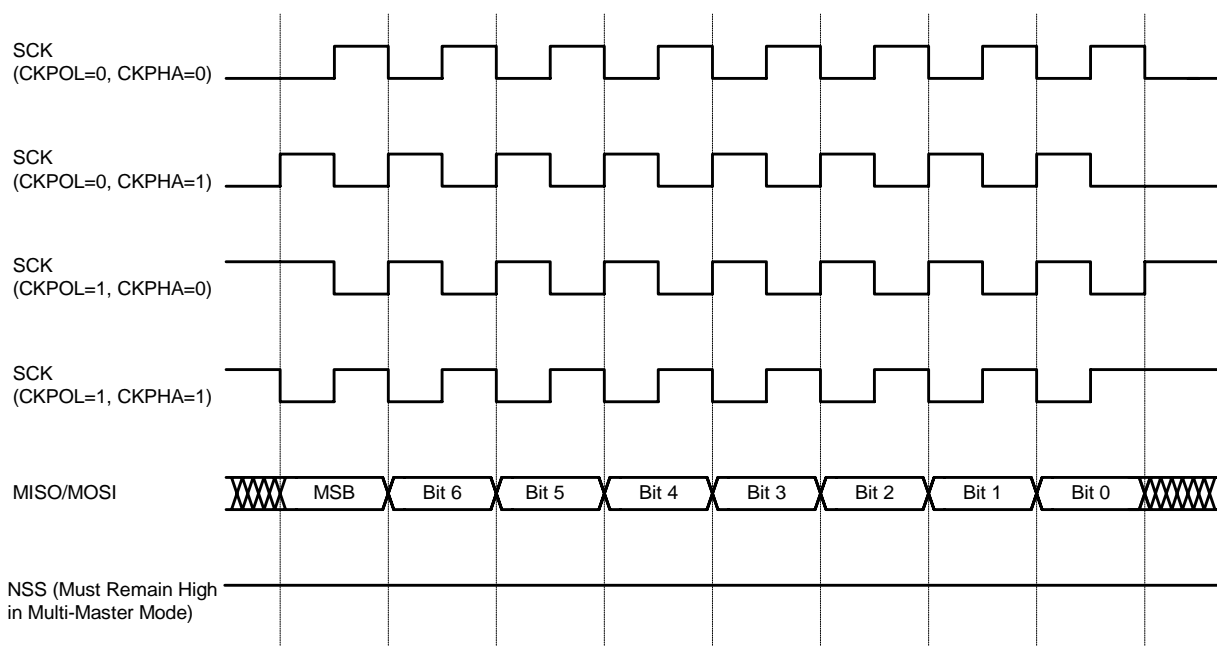 SCK
(CKPOL=0, CKPHA=0)
SCK
(CKPOL=0, CKPHA=1)
SCK
(CKPOL=1, CKPHA=0)
SCK
(CKPOL=1, CKPHA=1)
MISO/MOSI
MSB
Bit 6
Bit 5
Bit 4
Bit 3
Bit 2
Bit 1
Bit 0
NSS (Must Remain High
in Multi-Master Mode)